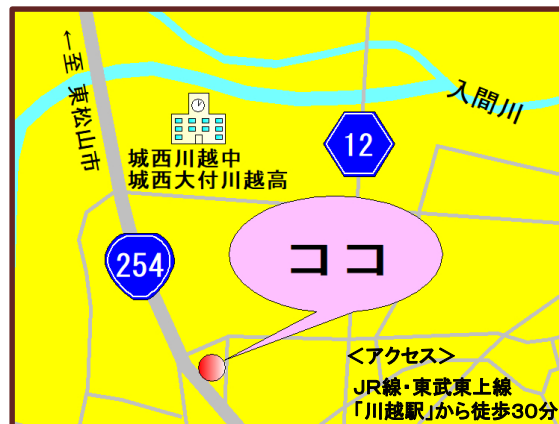 ←至 東松山市
入間川
12
城西川越中
城西大付川越高
254
ココ
＜アクセス＞
JR線・東武東上線
「川越駅」から徒歩30分